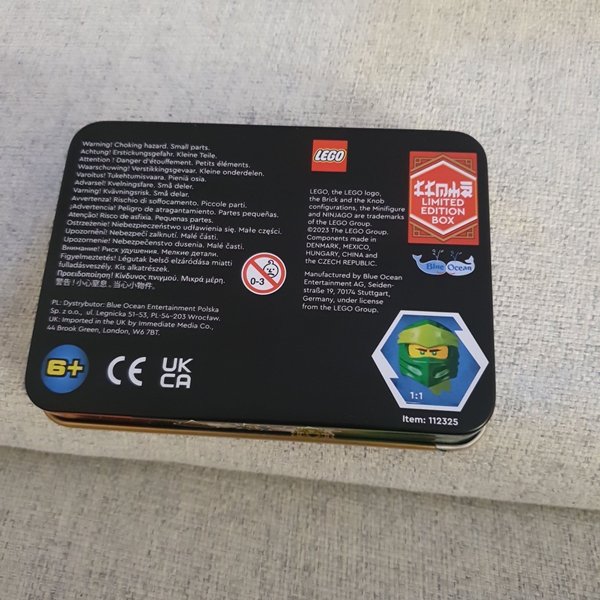 Warning! Choking hazard. Small parts.
Achtung! Erstickungsgefahr. Kleine Teile.
Attention ! Danger d'étouffement. Petits éléments.
Waarschuwing! Verstikkingsgevaar. Kleine onderdelen.
Varoitus! Tukehtumisvaara. Pieniä osia.
Advarsel! Kvelningsfare. Små deler.
Varning! Kvävningsrisk. Små delar.
Avvertenza! Rischio di soffocamento. Piccole parti.
¡Advertencia! Peligro de atragantamiento. Partes pequeñas.
Atenção! Risco de asfixia. Pequenas partes.
Ostrzeżenie! Niebezpieczeństwo udławienia się. Małe części.
Upozornění! Nebezpečí zalknutí. Malé části.
Upozornenie! Nebezpečenstvo dusenia. Malé časti.
Внимание! Риск удушения. Мелкие детали.
Figyelmeztetés! Légutak belső elzáródása miatti
fulladásveszély. Kis alkatrészek.
Προειδοποίηση! Κίνδυνος πνιγμού. Μικρά μέρη.
警告！小心窒息。当心小物件。
PL: Dystrybutor: Blue Ocean Entertainment Polska
Sp. z o.o., ul. Legnicka 51-53, PL-54-203 Wrocław.
UK: Imported in the UK by Immediate Media Co.,
44 Brook Green, London, W6 7BT.
6+
CE
UK
CA
0-3
LEGO
LEGO, the LEGO logo,
the Brick and the Knob
configurations, the Minifigure
and NINJAGO are trademarks
of the LEGO Group.
©2023 The LEGO Group.
Components made in
DENMARK, MEXICO,
HUNGARY, CHINA and
the CZECH REPUBLIC.
Manufactured by Blue Ocean
Entertainment AG, Seiden-
straße 19, 70174 Stuttgart,
Germany, under license
from the LEGO Group.
LIMITED
EDITION
BOX
Blue Ocean
1:1
Item: 112325